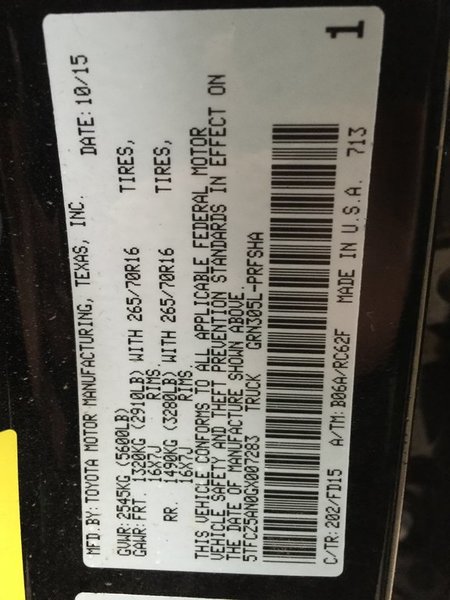 MFD.BY: TOYOTA MOTOR MANUFACTURING, TEXAS, INC. DATE: 10/15
GVWR: 2545KG (5600LB)
GAWR: FRT. 1320KG (2910LB) WITH 265/70R16 TIRES,
16X7J RIMS,
RR. 1490KG (3280LB) WITH 265/70R16 TIRES,
16X7J RIMS,
THIS VEHICLE CONFORMS TO ALL APPLICABLE FEDERAL MOTOR
VEHICLE SAFETY AND THEFT PREVENTION STANDARDS IN EFFECT ON
THE DATE OF MANUFACTURE SHOWN ABOVE.
5TFCZ5AN0GX007283 TRUCK GRN305L-PRFSHA
C/TR: 202/FD15 A/TM: B06A/RC62F MADE IN U.S.A. 713
1